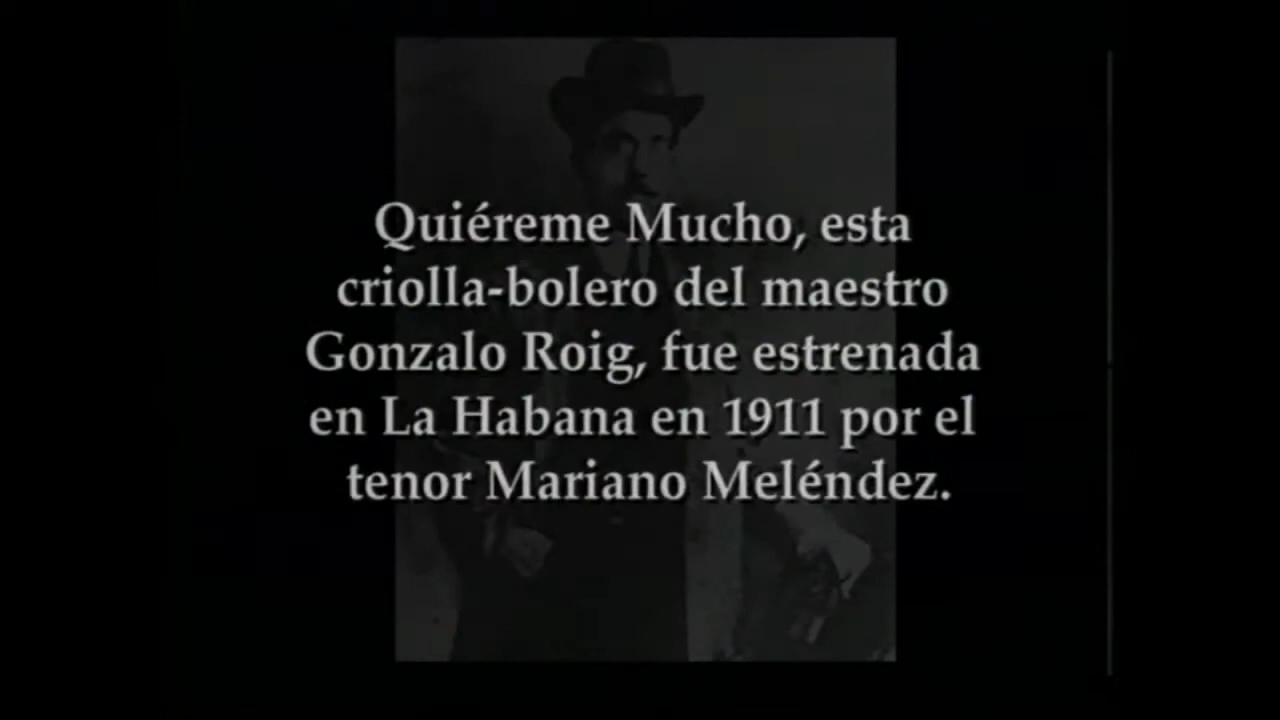 Quiéreme Mucho, esta
criolla-bolero del maestro
Gonzalo Roig, fue estrenada
en La Habana en 1911 por el
tenor Mariano Meléndez.